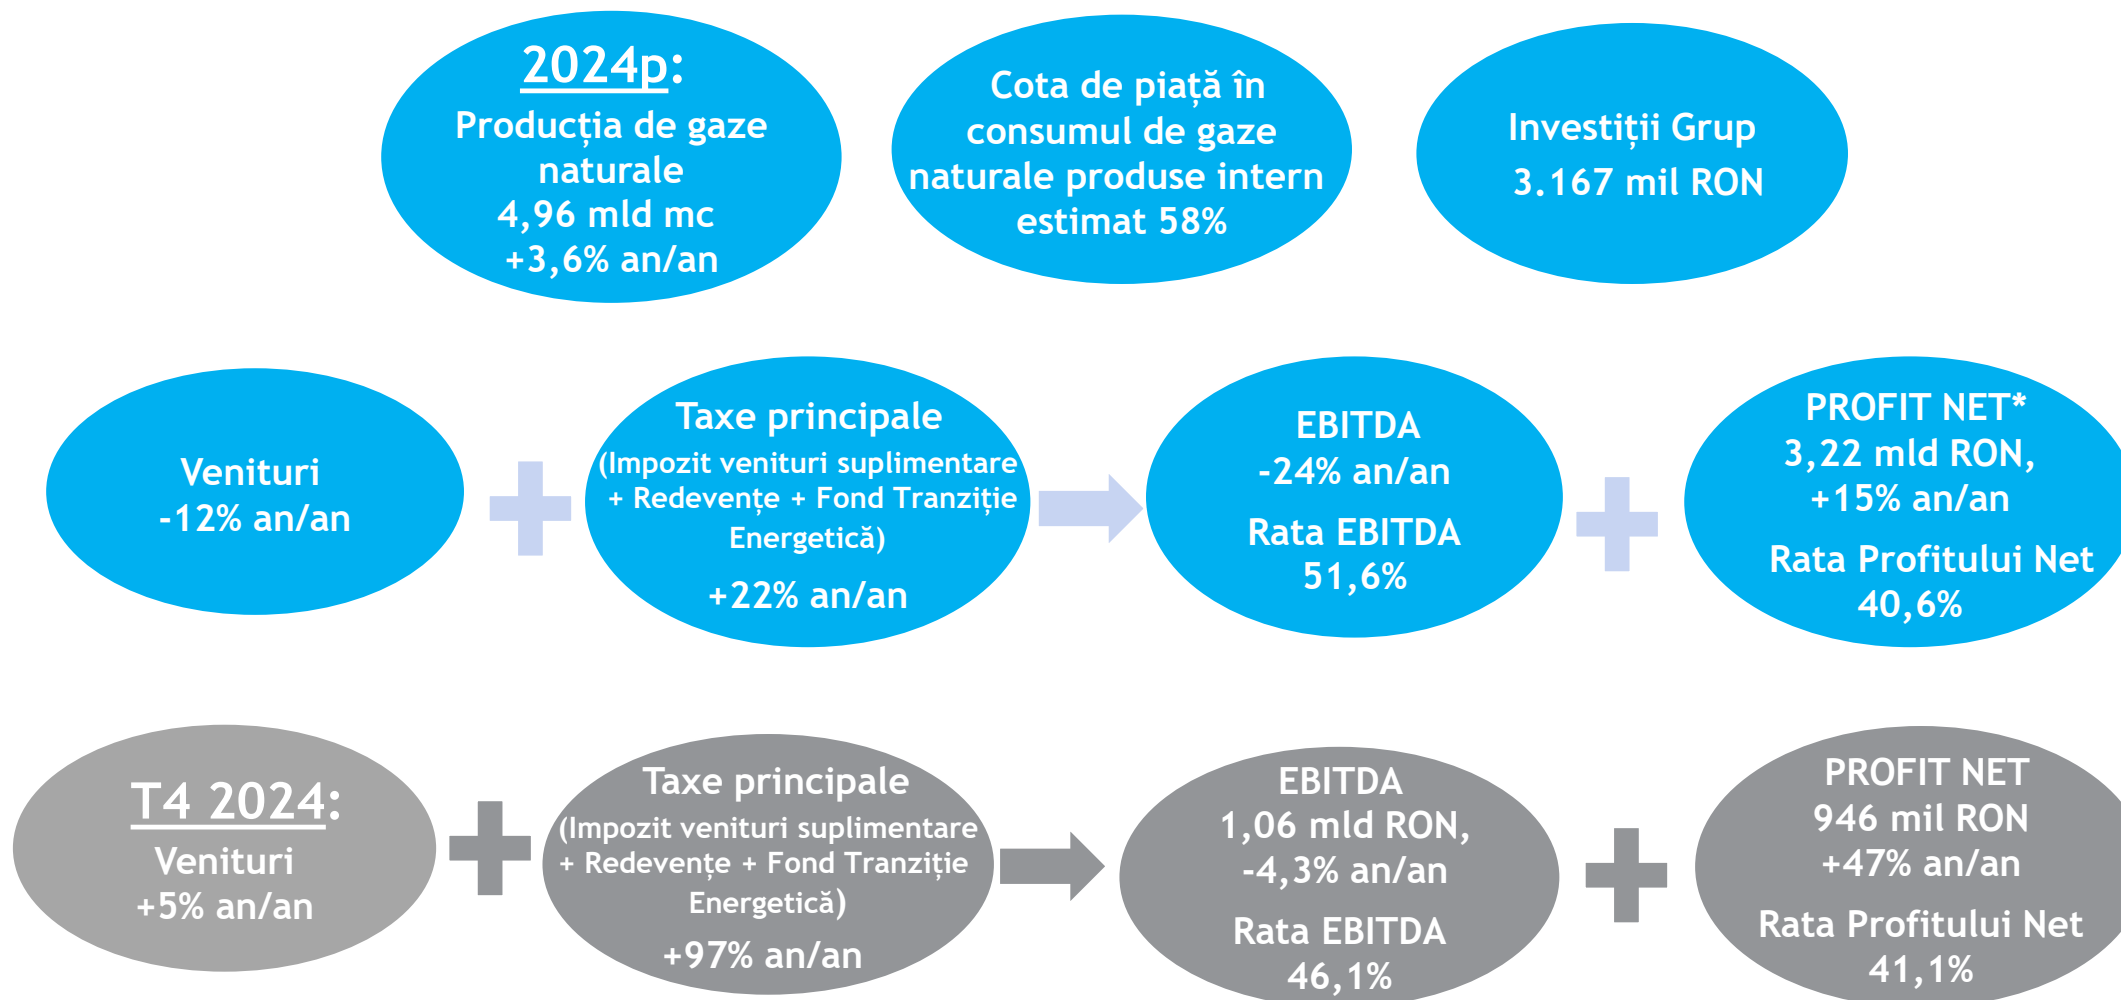 2024p:
Producția de gaze
naturale
4,96 mld mc
+3,6% an/an
Cota de piață în
consumul de gaze
naturale produse intern
estimat 58%
Investiții Grup
3.167 mil RON
Venituri
-12% an/an
Taxe principale
(Impozit venituri suplimentare
+ Redevențe + Fond Tranziție
Energetică)
+22% an/an
EBITDA
-24% an/an
Rata EBITDA
51,6%
PROFIT NET*
3,22 mld RON,
+15% an/an
Rata Profitului Net
40,6%
T4 2024:
Venituri
+5% an/an
Taxe principale
(Impozit venituri suplimentare
+ Redevențe + Fond Tranziție
Energetică)
+97% an/an
EBITDA
1,06 mld RON,
-4,3% an/an
Rata EBITDA
46,1%
PROFIT NET
946 mil RON
+47% an/an
Rata Profitului Net
41,1%